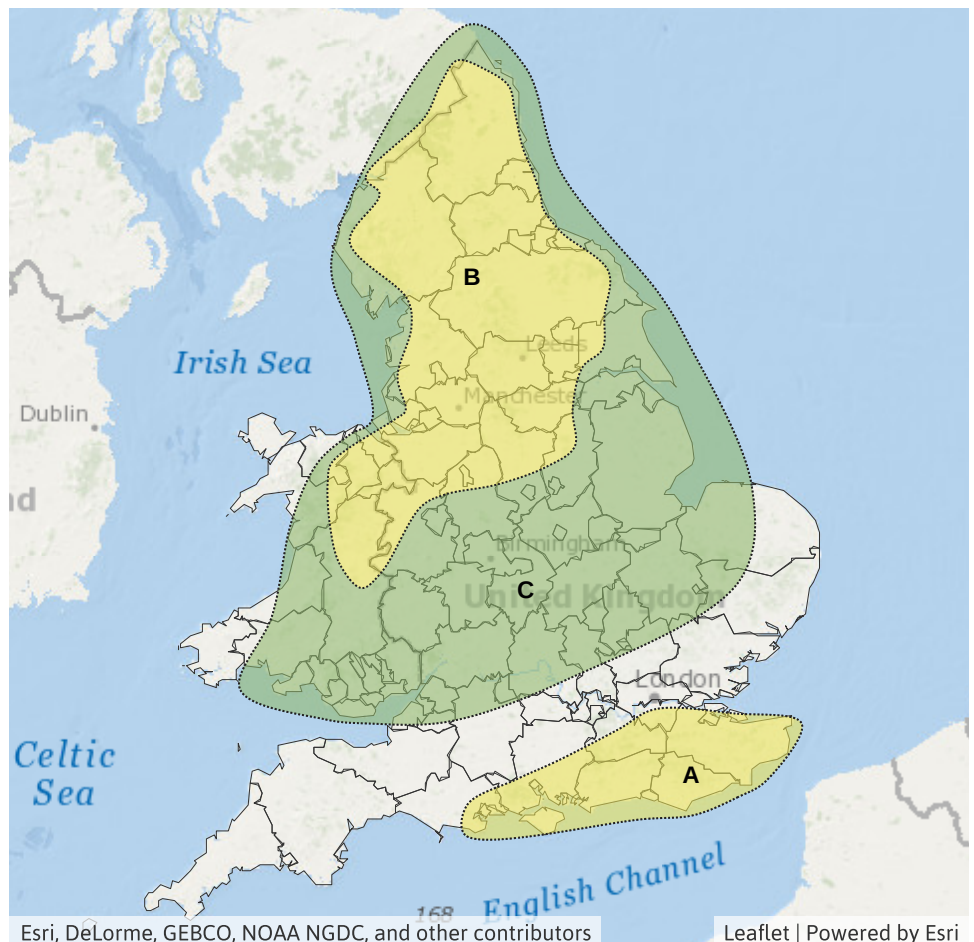 B
Leeds
Irish Sea
Manchester
Dublin
nd
Birmingham
C
United Kingdom
London
Celtic
Sea
A
English Channel
168
Esri, DeLorme, GEBCO, NOAA NGDC, and other contributors
Leaflet | Powered by Esri